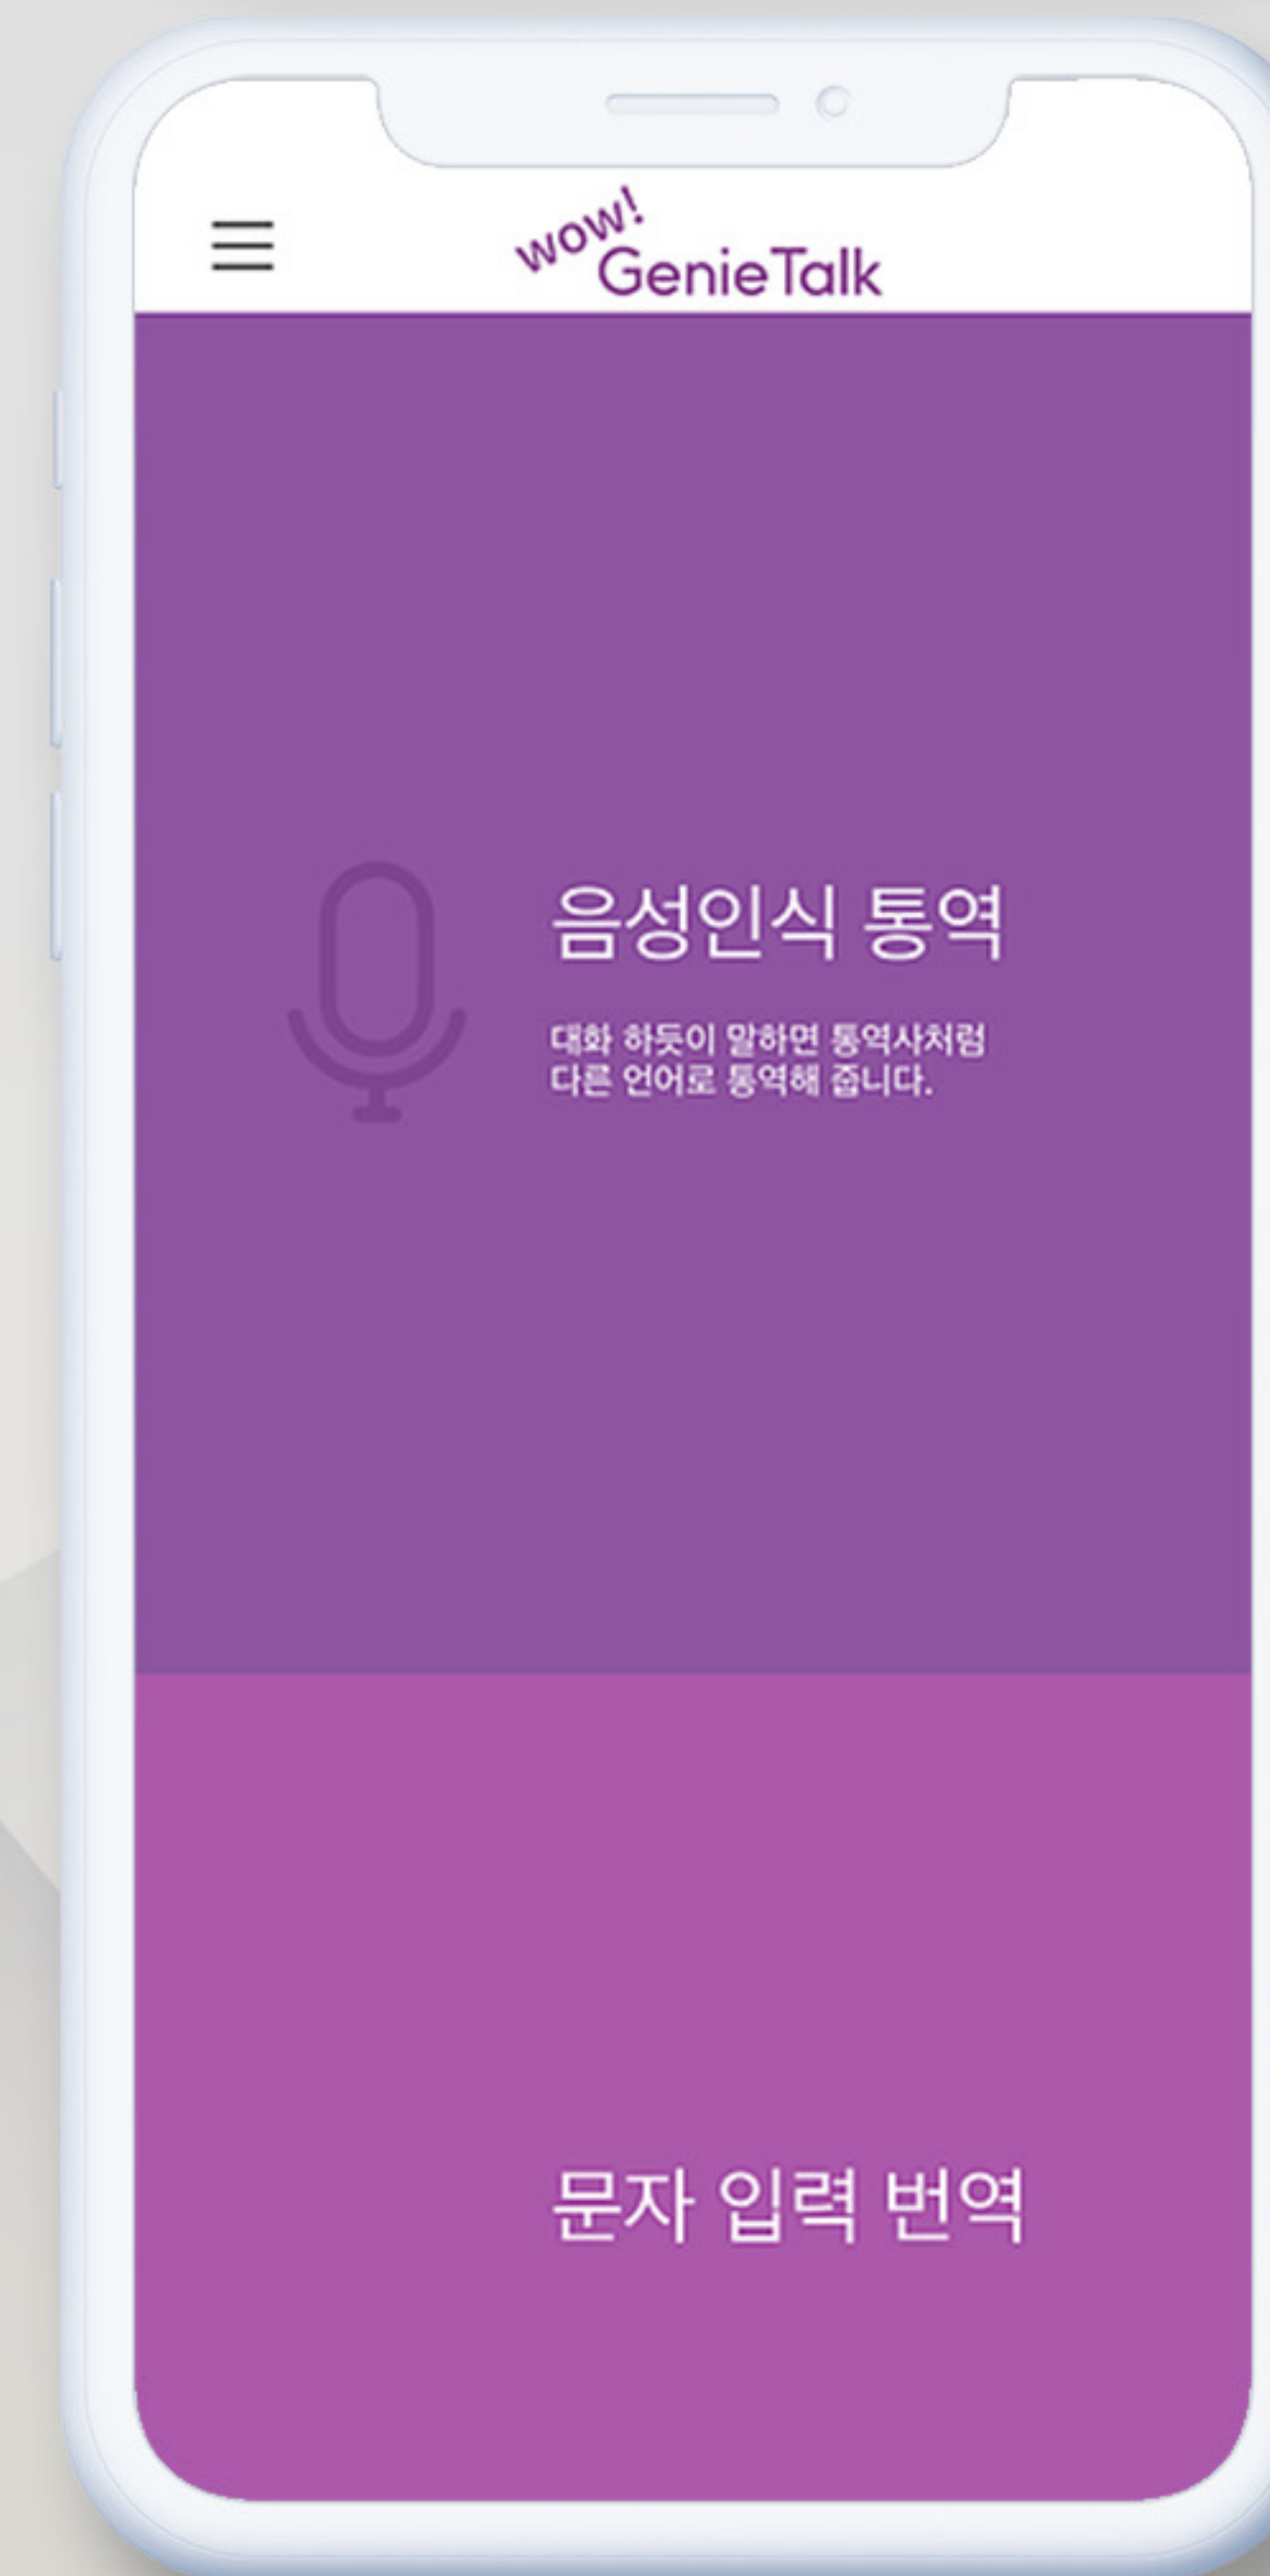 wow!
GenieTalk
음성인식 통역
대화 하듯이 말하면 통역사처럼
다른 언어로 통역해 줍니다.
문자 입력 번역